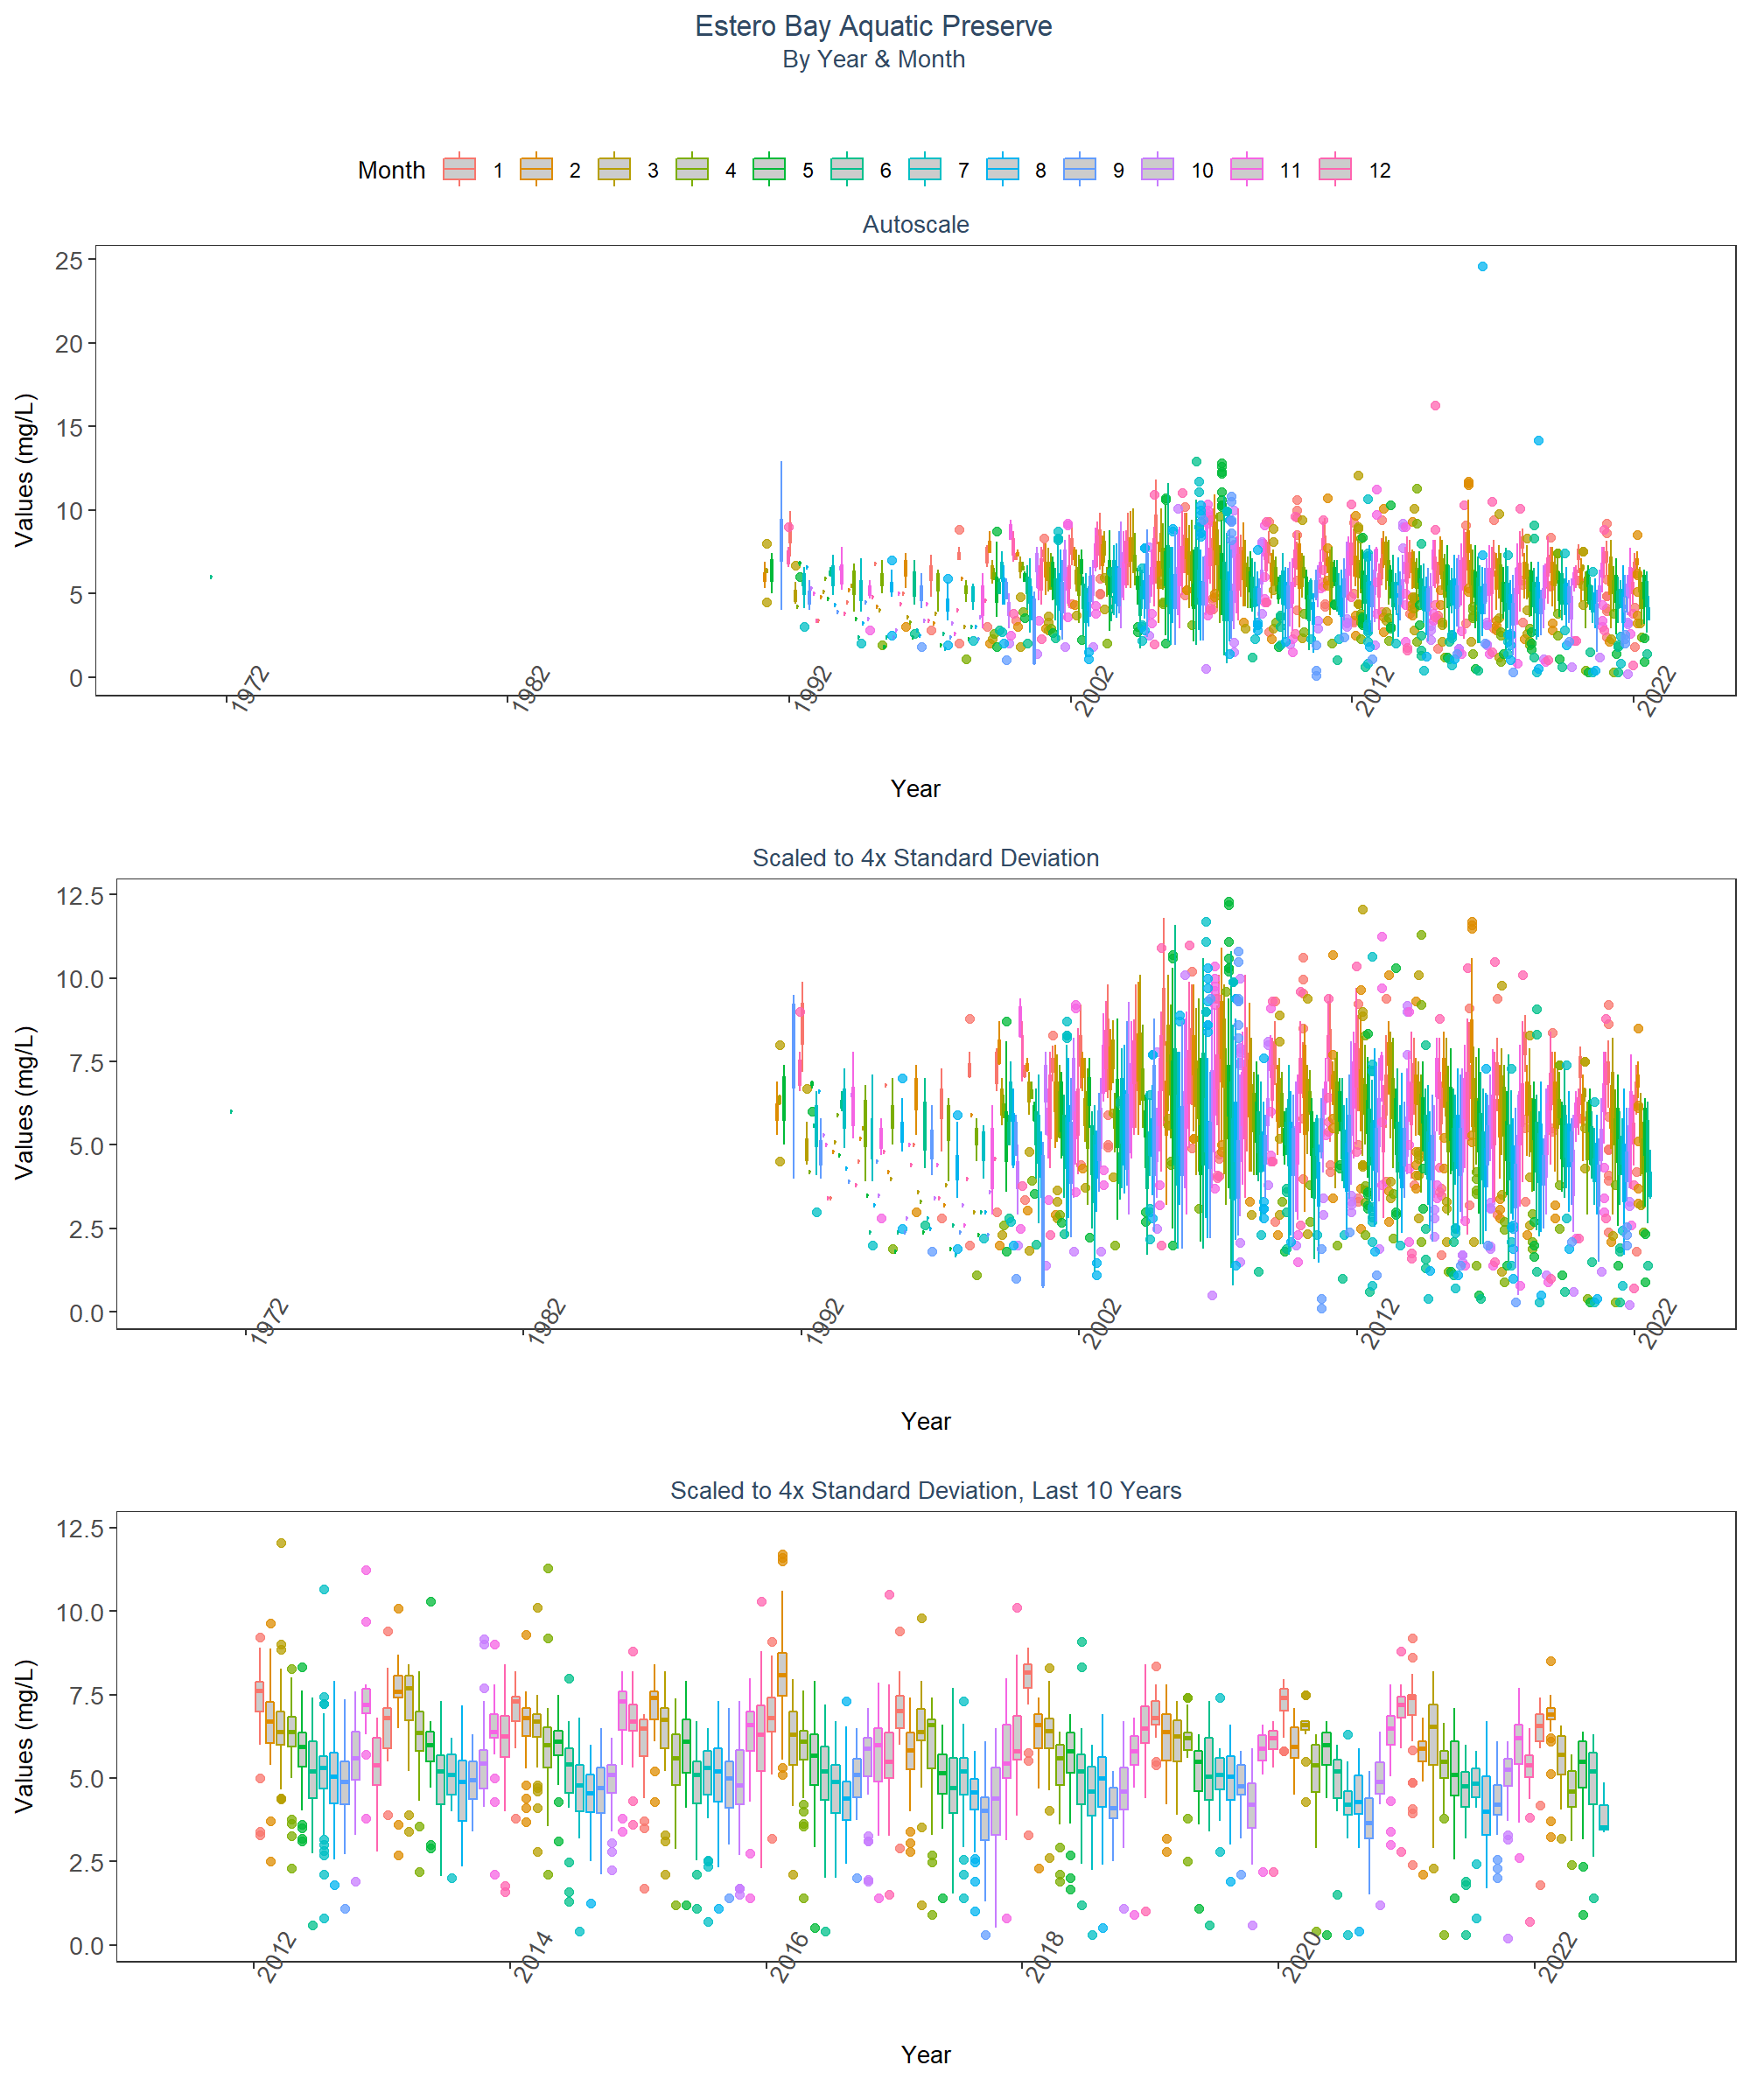 Estero Bay Aquatic Preserve
By Year & Month
Month 1 2 3 4 5 6 7 8 9 10 11 12
Autoscale
Values (mg/L)
25
20
15
10
5
0
1972 1982 1992 2002 2012 2022
Year
Scaled to 4x Standard Deviation
Values (mg/L)
12.5
10.0
7.5
5.0
2.5
0.0
1972 1982 1992 2002 2012 2022
Year
Scaled to 4x Standard Deviation, Last 10 Years
Values (mg/L)
12.5
10.0
7.5
5.0
2.5
0.0
2012 2014 2016 2018 2020 2022
Year